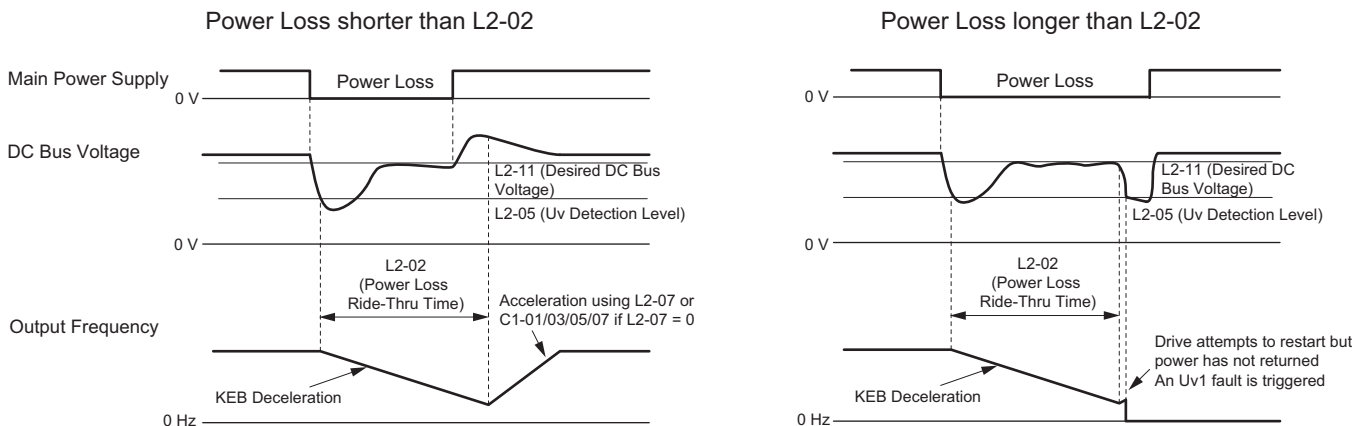 Power Loss shorter than L2-02
Main Power Supply
Power Loss
0 V
DC Bus Voltage
L2-11 (Desired DC Bus
Voltage)
L2-05 (Uv Detection Level)
0 V
L2-02
(Power Loss
Ride-Thru Time)
Acceleration using L2-07 or
C1-01/03/05/07 if L2-07 = 0
Output Frequency
KEB Deceleration
0 Hz
Power Loss longer than L2-02
Power Loss
0 V
L2-11 (Desired DC
Bus Voltage)
L2-05 (Uv Detection Level)
0 V
L2-02
(Power Loss
Ride-Thru Time)
Drive attempts to restart but
power has not returned
An Uv1 fault is triggered
KEB Deceleration
0 Hz